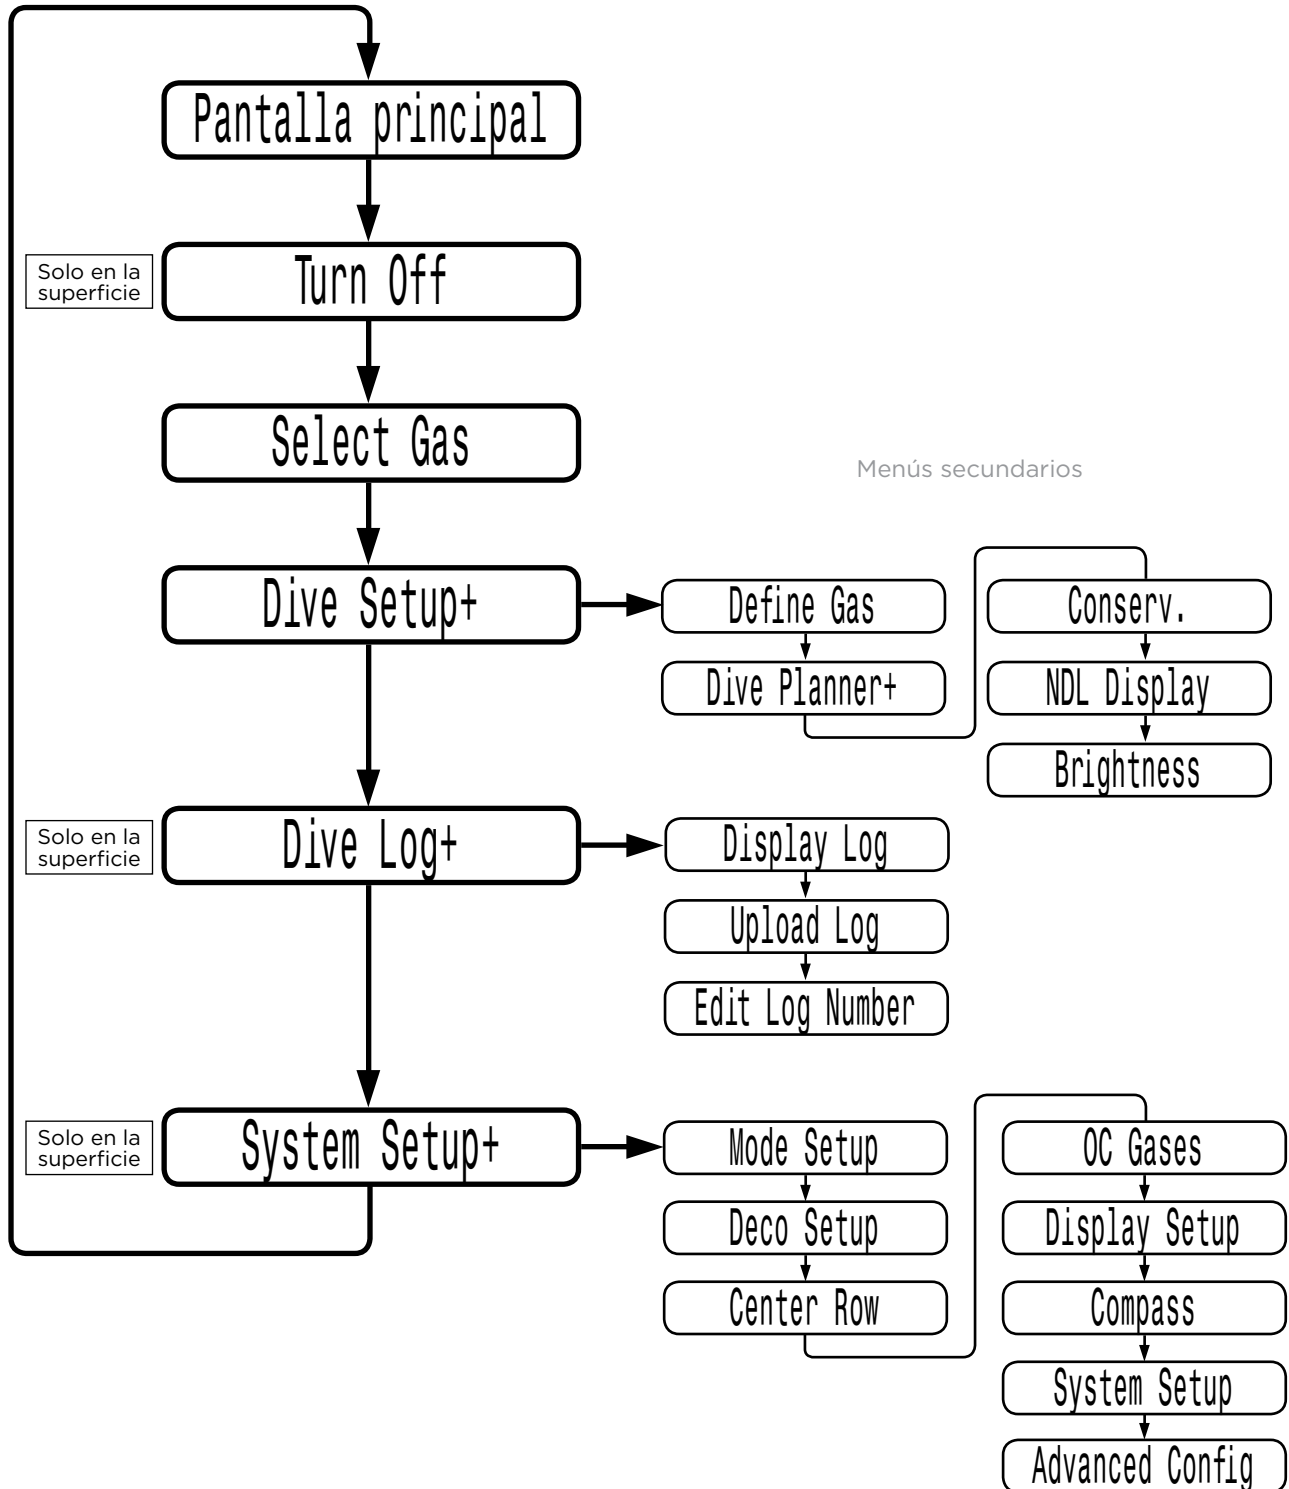 Pantalla principal
Solo en la
superficie
Turn Off
Select Gas
Menús secundarios
Dive Setup+
Define Gas
Dive Planner+
Conserv.
NDL Display
Brightness
Solo en la
superficie
Dive Log+
Display Log
Upload Log
Edit Log Number
Solo en la
superficie
System Setup+
Mode Setup
Deco Setup
Center Row
OC Gases
Display Setup
Compass
System Setup
Advanced Config